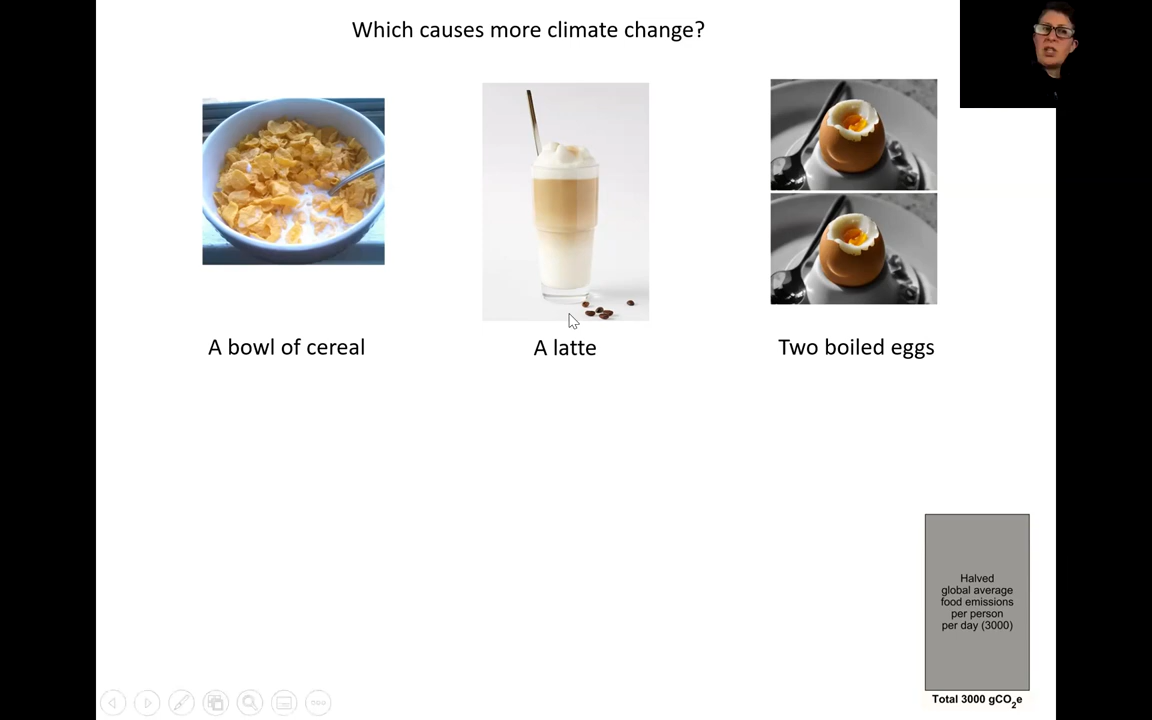 Which causes more climate change?
A bowl of cereal
A latte
Two boiled eggs
Halved
global average
food emissions
per person
per day (3000)
Total 3000 gCO2e